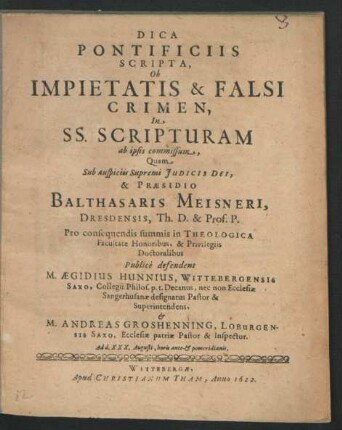 DICA
PONTIFICIIS
SCRIPTA,
Ob
IMPIETATIS & FALSI
CRIMEN,
In
SS. SCRIPTURAM
ab ipsis commissum,
Quam
Sub auspiciis Supremi JUDICIS DEI,
& PRÆSIDIO
BALTHASARIS MEISNERI,
DRESDENSIS, Th. D. & Prof. P.
Pro consequendis summis in THEOLOGICA
Facultate Honoribus, & Privilegiis
Doctoralibus
Publicè defendent
M. ÆGIDIUS HUNNIUS, WITTEBERGENSIS
SAXO, Collegii Philos. p. t. Decanus, nec non Ecclesiæ
Sangerhusanæ designatus Pastor &
Superintendens,
&
M. ANDREAS GROSHENNING, LOBURGEN-
SIS SAXO, Ecclesiæ patriæ Pastor & Inspector.
Ad d. XXX. Augusti, horis ante & pomeridianis.
WITTEBERGÆ,
Apud CHRISTIANUM THAM, Anno 1622.